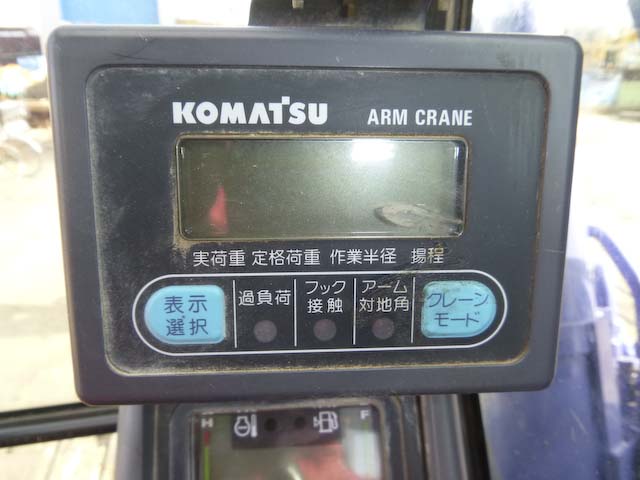 KOMATSU ARM CRANE
実荷重 定格荷重 作業半径 揚程
表示
選択
過負荷
フック
接触
アーム
対地角
クレーン
モード
H F